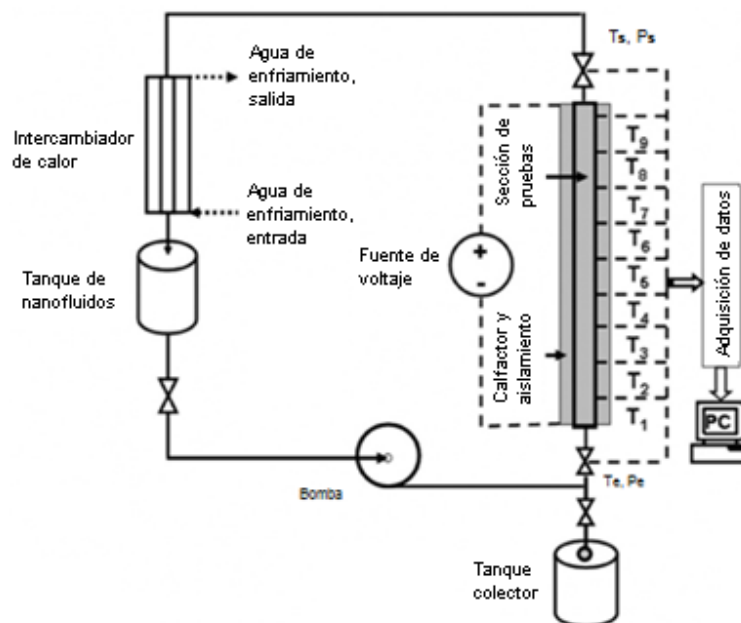 Ts, Ps
Agua de
enfriamiento,
salida
Intercambiador
de calor
Agua de
enfriamiento,
entrada
Tanque de
nanofluidos
Fuente de
voltaje
+
-
Sección de
pruebas
Calfactor y
aislamiento
T9
T8
T7
T6
T5
T4
T3
T2
T1
Adquisición de datos
PC
Te, Pe
Bomba
Tanque
colector